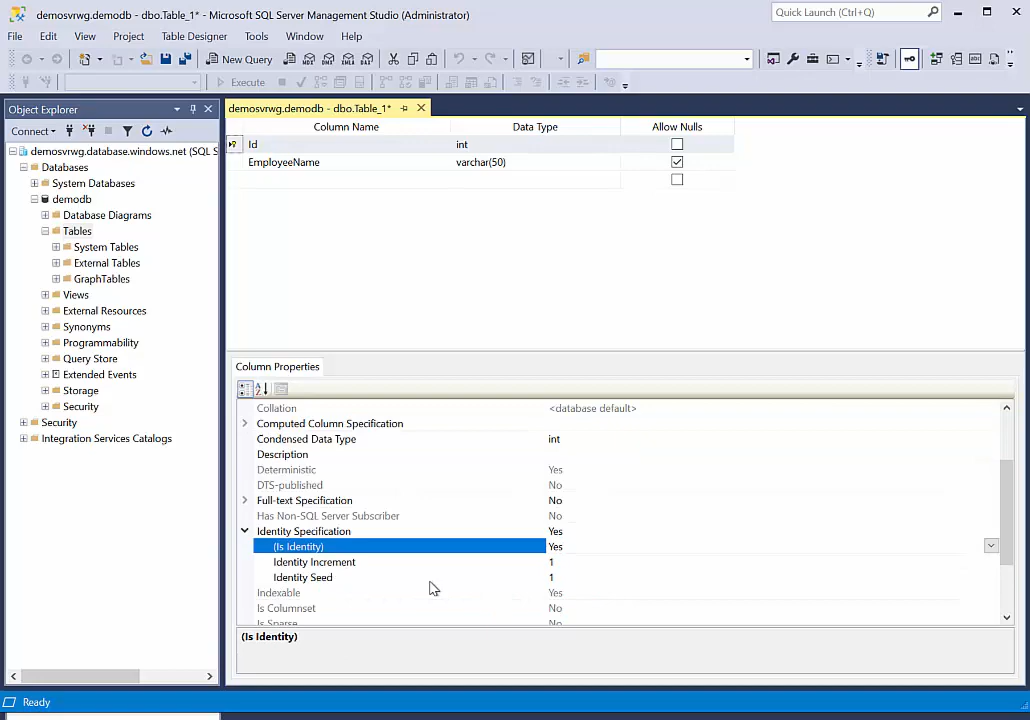 demosvrwg.demodb - dbo.Table_1* - Microsoft SQL Server Management Studio (Administrator)
Quick Launch (Ctrl+Q)
File Edit View Project Table Designer Tools Window Help
New Query
Execute
Object Explorer
demosvrwg.demodb - dbo.Table_1*
Connect
demosvrwg.database.windows.net (SQL S
Databases
System Databases
demodb
Database Diagrams
Tables
System Tables
External Tables
GraphTables
Views
External Resources
Synonyms
Programmability
Query Store
Extended Events
Storage
Security
Security
Integration Services Catalogs
Column Name Data Type Allow Nulls
Id int
EmployeeName varchar(50)
Column Properties
Collation <database default>
Computed Column Specification
Condensed Data Type int
Description
Deterministic Yes
DTS-published No
Full-text Specification No
Has Non-SQL Server Subscriber No
Identity Specification Yes
(Is Identity) Yes
Identity Increment 1
Identity Seed 1
Indexable Yes
Is Columnset No
Is Sparse No
(Is Identity)
Ready